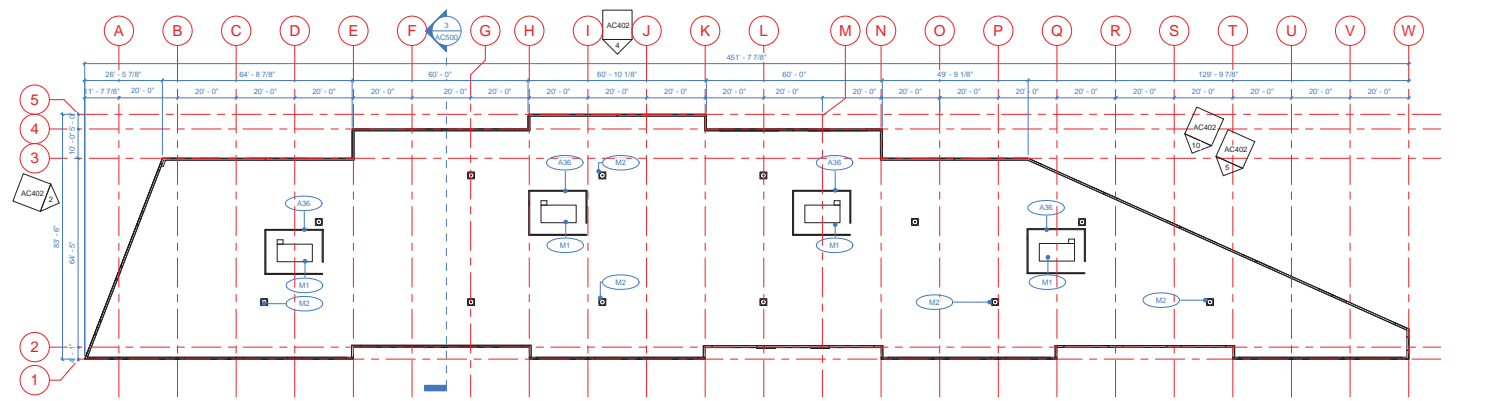 A B C D E F 3 G H I AC402 J K L M N O P Q R S T U V W
AC500
4
451' - 7 7/8"
26' - 5 7/8" 64' - 8 7/8" 60' - 0" 60' - 10 1/8" 60' - 0" 49' - 9 1/8" 129' - 9 7/8"
11' - 7 7/8" 20' - 0" 20' - 0" 20' - 0" 20' - 0" 20' - 0" 20' - 0" 20' - 0" 20' - 0" 20' - 0" 20' - 0" 20' - 0" 20' - 0" 20' - 0" 20' - 0" 20' - 0" 20' - 0" 20' - 0" 20' - 0" 20' - 0" 20' - 0" 20' - 0" 20' - 0"
5
5' - 0"
4
10' - 0"
3
AC402
10
AC402
5
A36 M2 A36
AC402
2
A36 A36
83' - 6"
64' - 5"
M1 M1
M1 M2 M1
M2 M2 M2
2
1